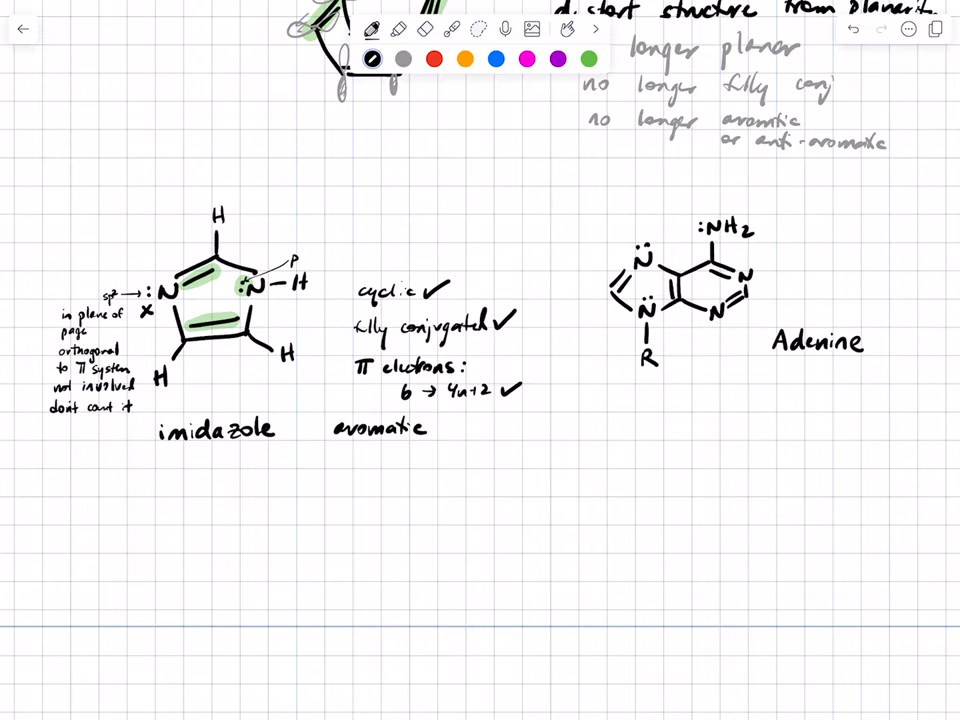 distort structure from planarity
longer planar
no longer fully conj
no longer aromatic
or anti-aromatic
H
:N
N-H
P
sp²
x
in plane of
page
orthogonal
to π system
not involved
don't count it
H
H
imidazole
aromatic
cyclic ✓
fully conjugated ✓
π electrons:
6 → 4n+2 ✓
:NH2
N
N
N
N
R
Adenine